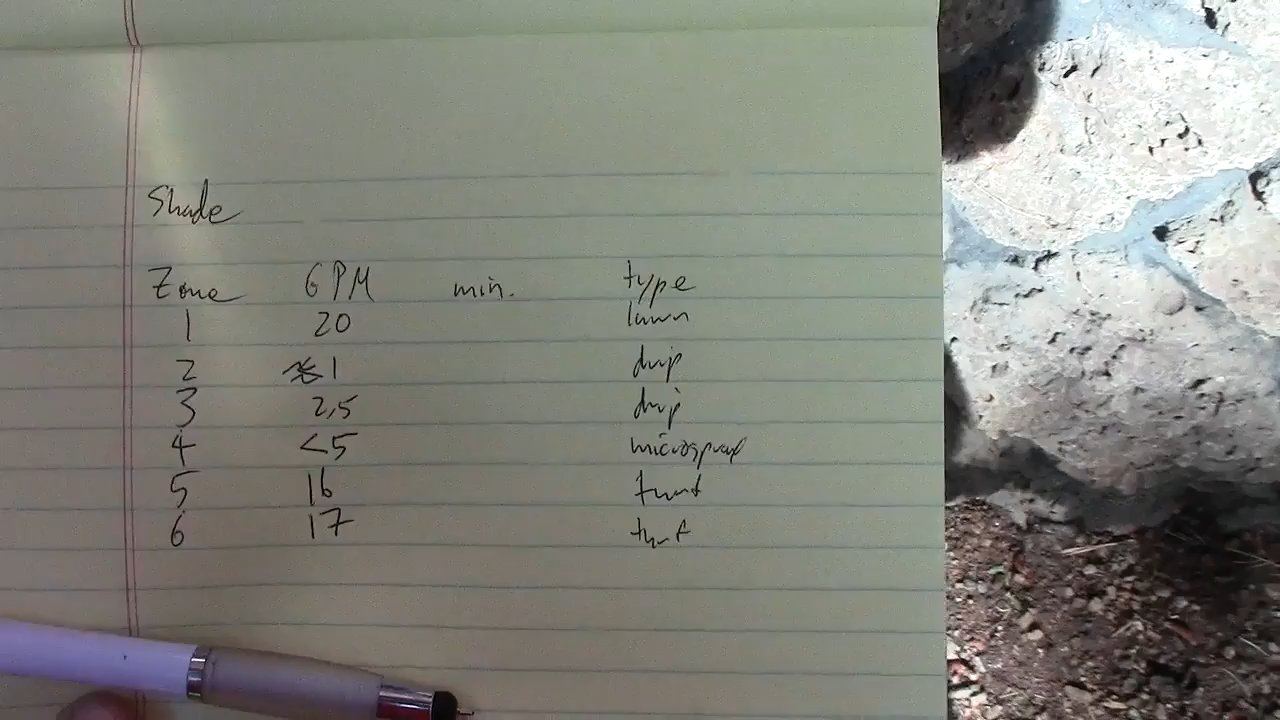 Shade
Zone GPM min. type
1 20 lawn
2 1 drip
3 2,5 drip
4 <5 microspray
5 16 turf
6 17 turf